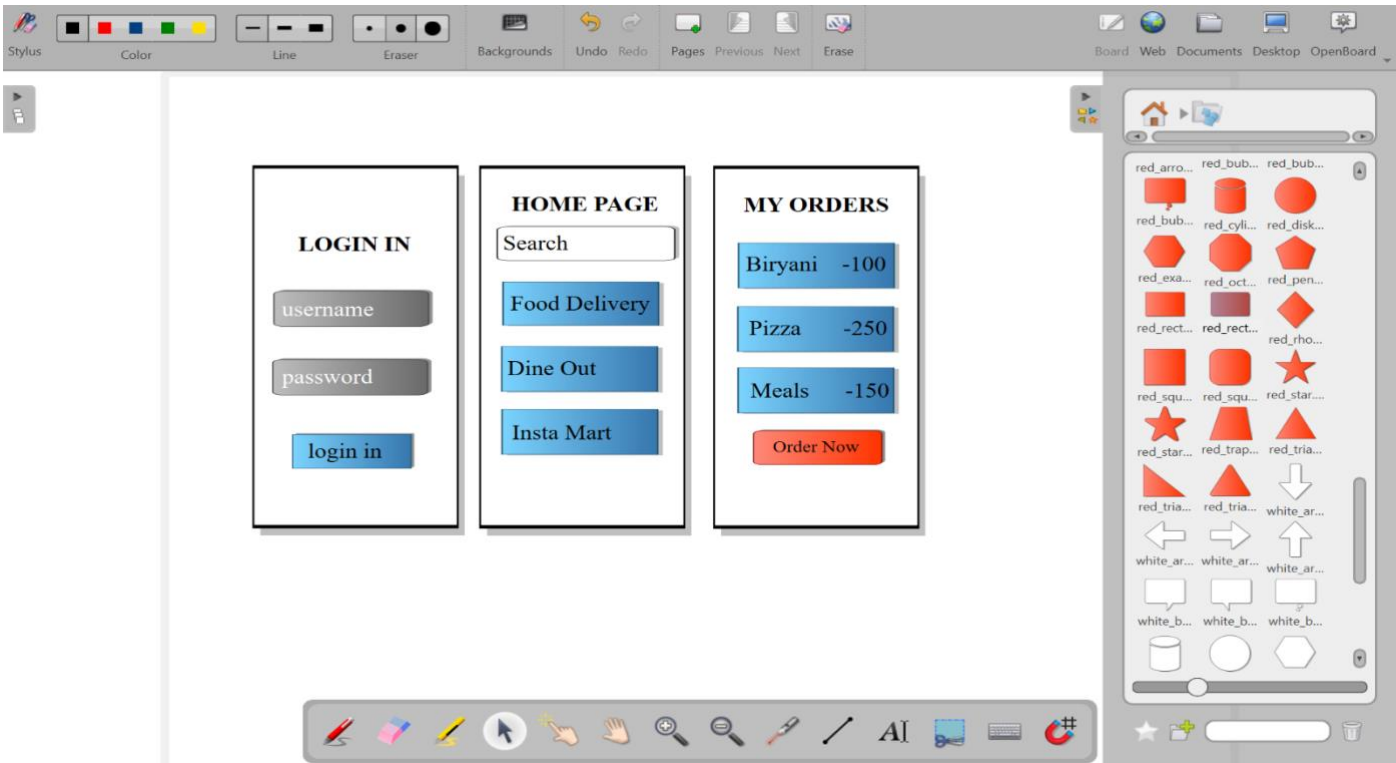 Stylus
Color
Line
Eraser
Backgrounds
Undo
Redo
Pages
Previous
Next
Erase
Board
Web
Documents
Desktop
OpenBoard
LOGIN IN
username
password
login in
HOME PAGE
Search
Food Delivery
Dine Out
Insta Mart
MY ORDERS
Biryani -100
Pizza -250
Meals -150
Order Now
red_arro... red_bub... red_bub...
red_bub... red_cyli... red_disk...
red_exa... red_oct... red_pen...
red_rect... red_rect... red_rho...
red_squ... red_squ... red_star....
red_star... red_trap... red_tria...
red_tria... red_tria... white_ar...
white_ar... white_ar... white_ar...
white_b... white_b... white_b...
AI